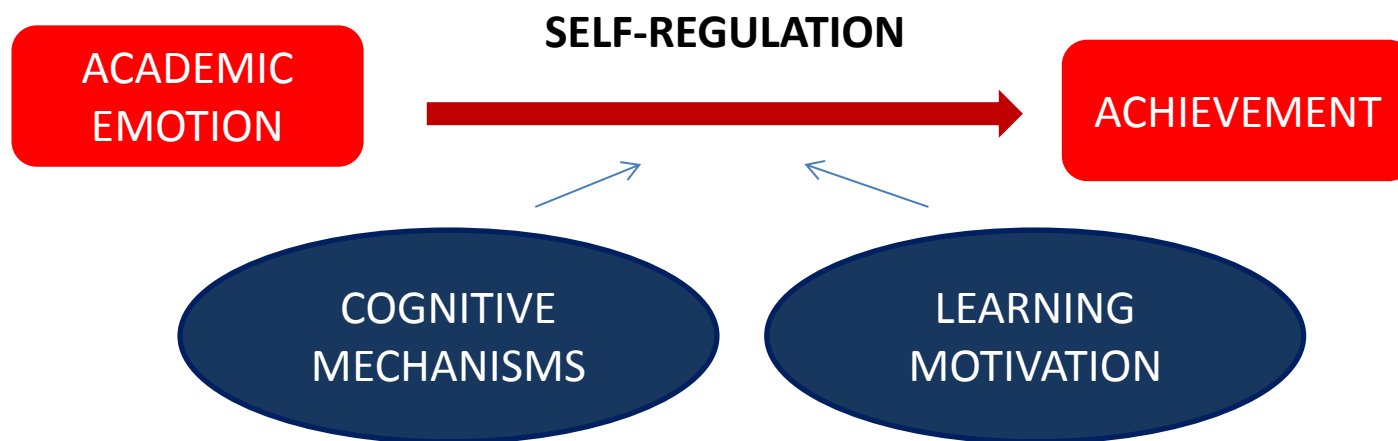 SELF-REGULATION
ACADEMIC
EMOTION
ACHIEVEMENT
COGNITIVE
MECHANISMS
LEARNING
MOTIVATION